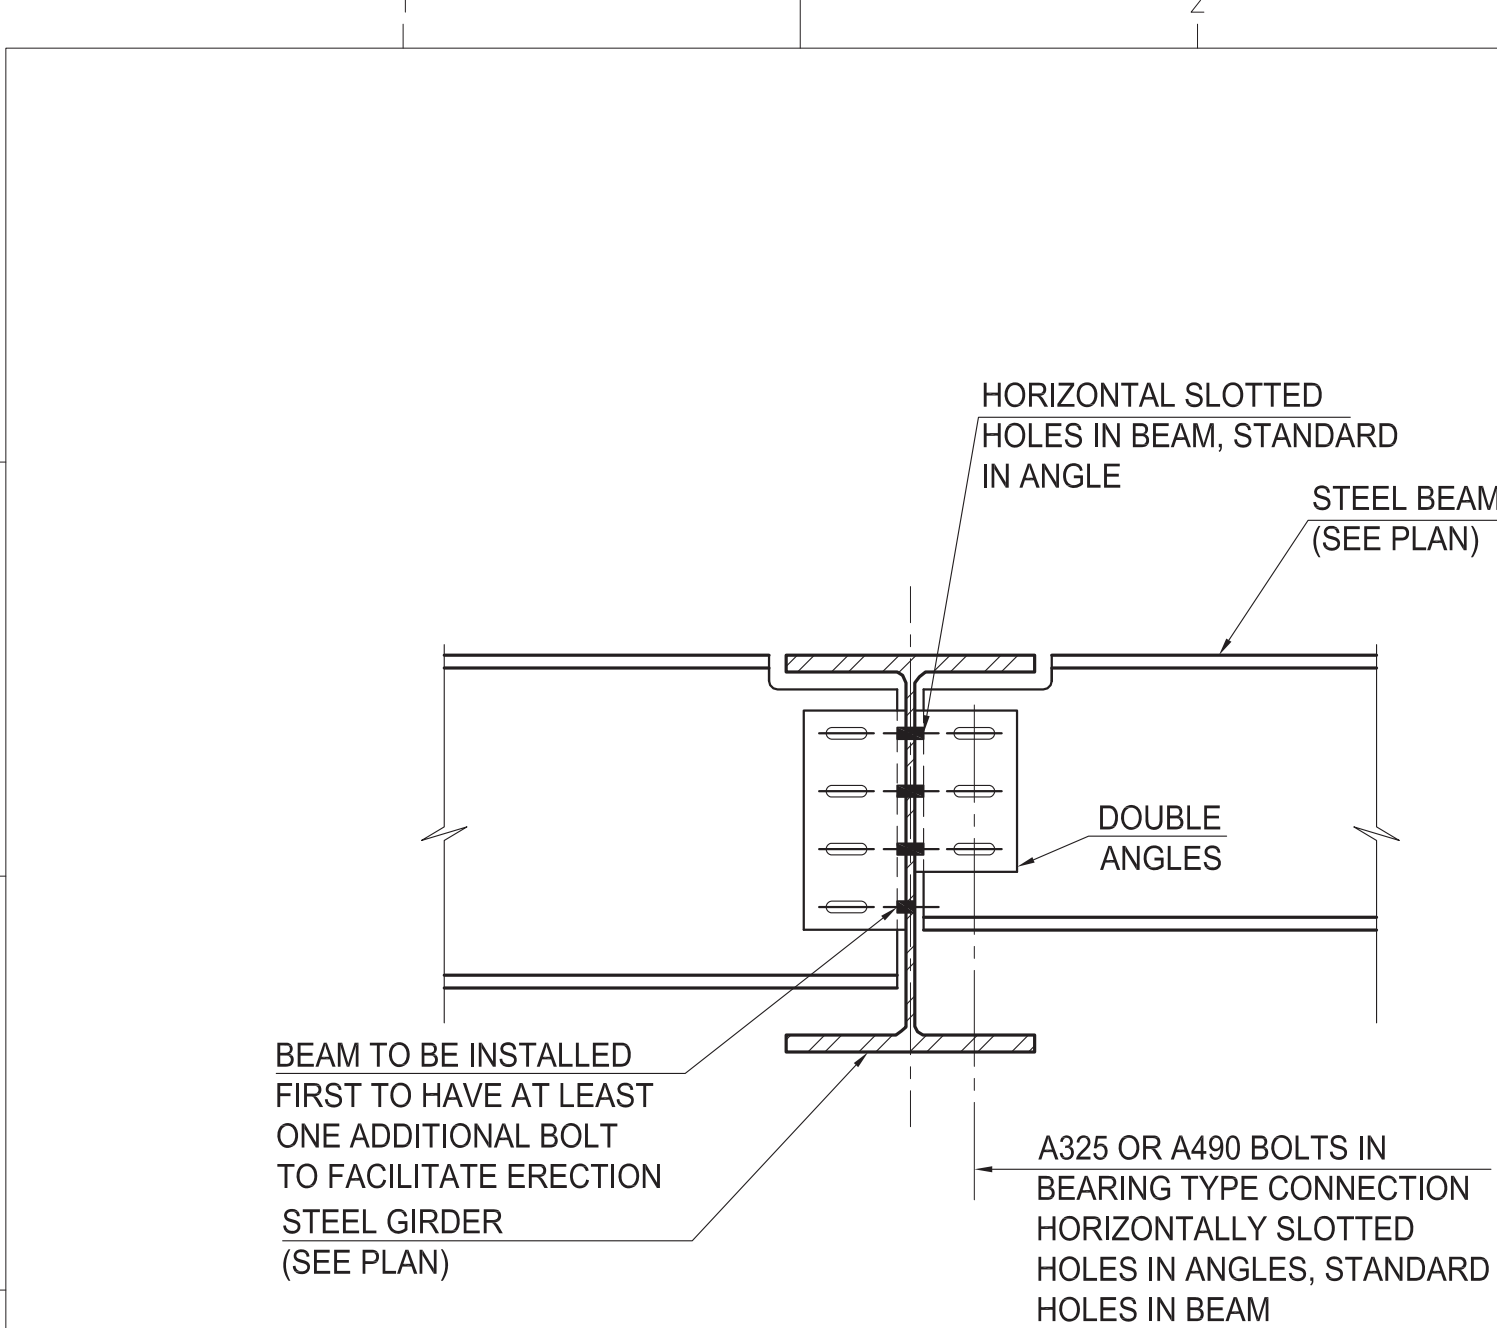 2
HORIZONTAL SLOTTED
HOLES IN BEAM, STANDARD
IN ANGLE
STEEL BEAM
(SEE PLAN)
DOUBLE
ANGLES
BEAM TO BE INSTALLED
FIRST TO HAVE AT LEAST
ONE ADDITIONAL BOLT
TO FACILITATE ERECTION
STEEL GIRDER
(SEE PLAN)
A325 OR A490 BOLTS IN
BEARING TYPE CONNECTION
HORIZONTALLY SLOTTED
HOLES IN ANGLES, STANDARD
HOLES IN BEAM